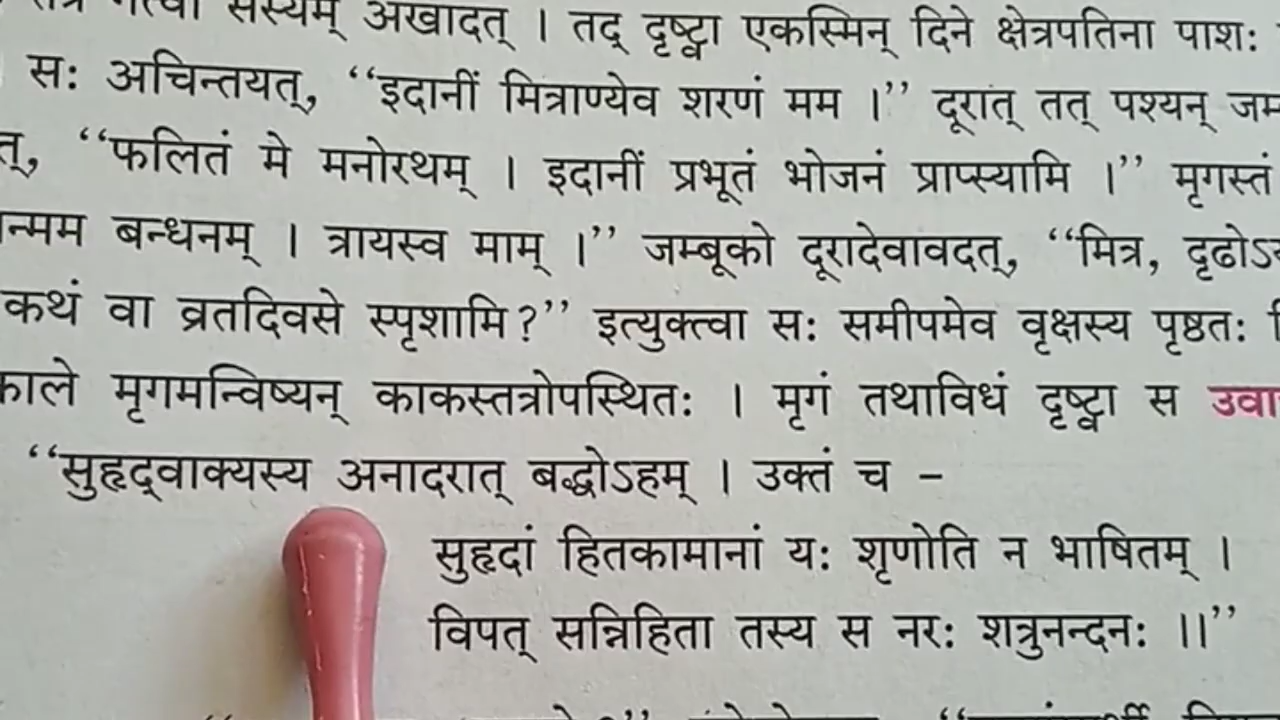 सस्यम् अखादत् । तद् दृष्ट्वा एकस्मिन् दिने क्षेत्रपतिना पाशः
सः अचिन्तयत्, “इदानीं मित्राण्येव शरणं मम ।” दूरात् तत् पश्यन्
“फलितं मे मनोरथम् । इदानीं प्रभूतं भोजनं प्राप्स्यामि ।” मृगस्तं
बन्धनम् । त्रायस्व माम् ।” जम्बूको दूरादेवावदत्, “मित्र,
कथं वा व्रतदिवसे स्पृशामि?” इत्युक्त्वा सः समीपमेव वृक्षस्य पृष्ठतः
मृगमन्विष्यन् काकस्तत्रोपस्थितः । मृगं तथाविधं दृष्ट्वा स
“सुहृद्वाक्यस्य अनादरात् बद्धोऽहम् । उक्तं च –
सुहृदां हितकामानां यः शृणोति न भाषितम् ।
विपत् सन्निहिता तस्य स नरः शत्रुनन्दनः ।।”